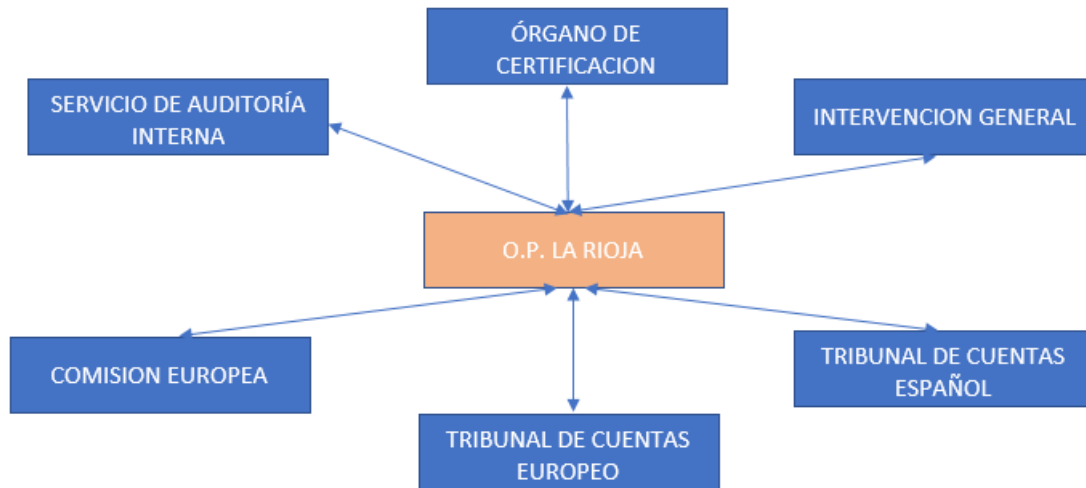 ÓRGANO DE
CERTIFICACION
SERVICIO DE AUDITORÍA
INTERNA
INTERVENCION GENERAL
O.P. LA RIOJA
COMISION EUROPEA
TRIBUNAL DE CUENTAS
EUROPEO
TRIBUNAL DE CUENTAS
ESPAÑOL